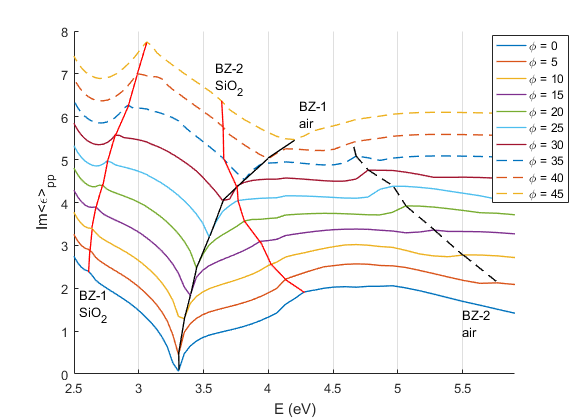 8
7
6
5
4
3
2
1
0
2.5 3 3.5 4 4.5 5 5.5
E (eV)
Im<ϵ>pp
BZ-2
SiO2
BZ-1
air
BZ-1
SiO2
BZ-2
air
ϕ = 0
ϕ = 5
ϕ = 10
ϕ = 15
ϕ = 20
ϕ = 25
ϕ = 30
ϕ = 35
ϕ = 40
ϕ = 45